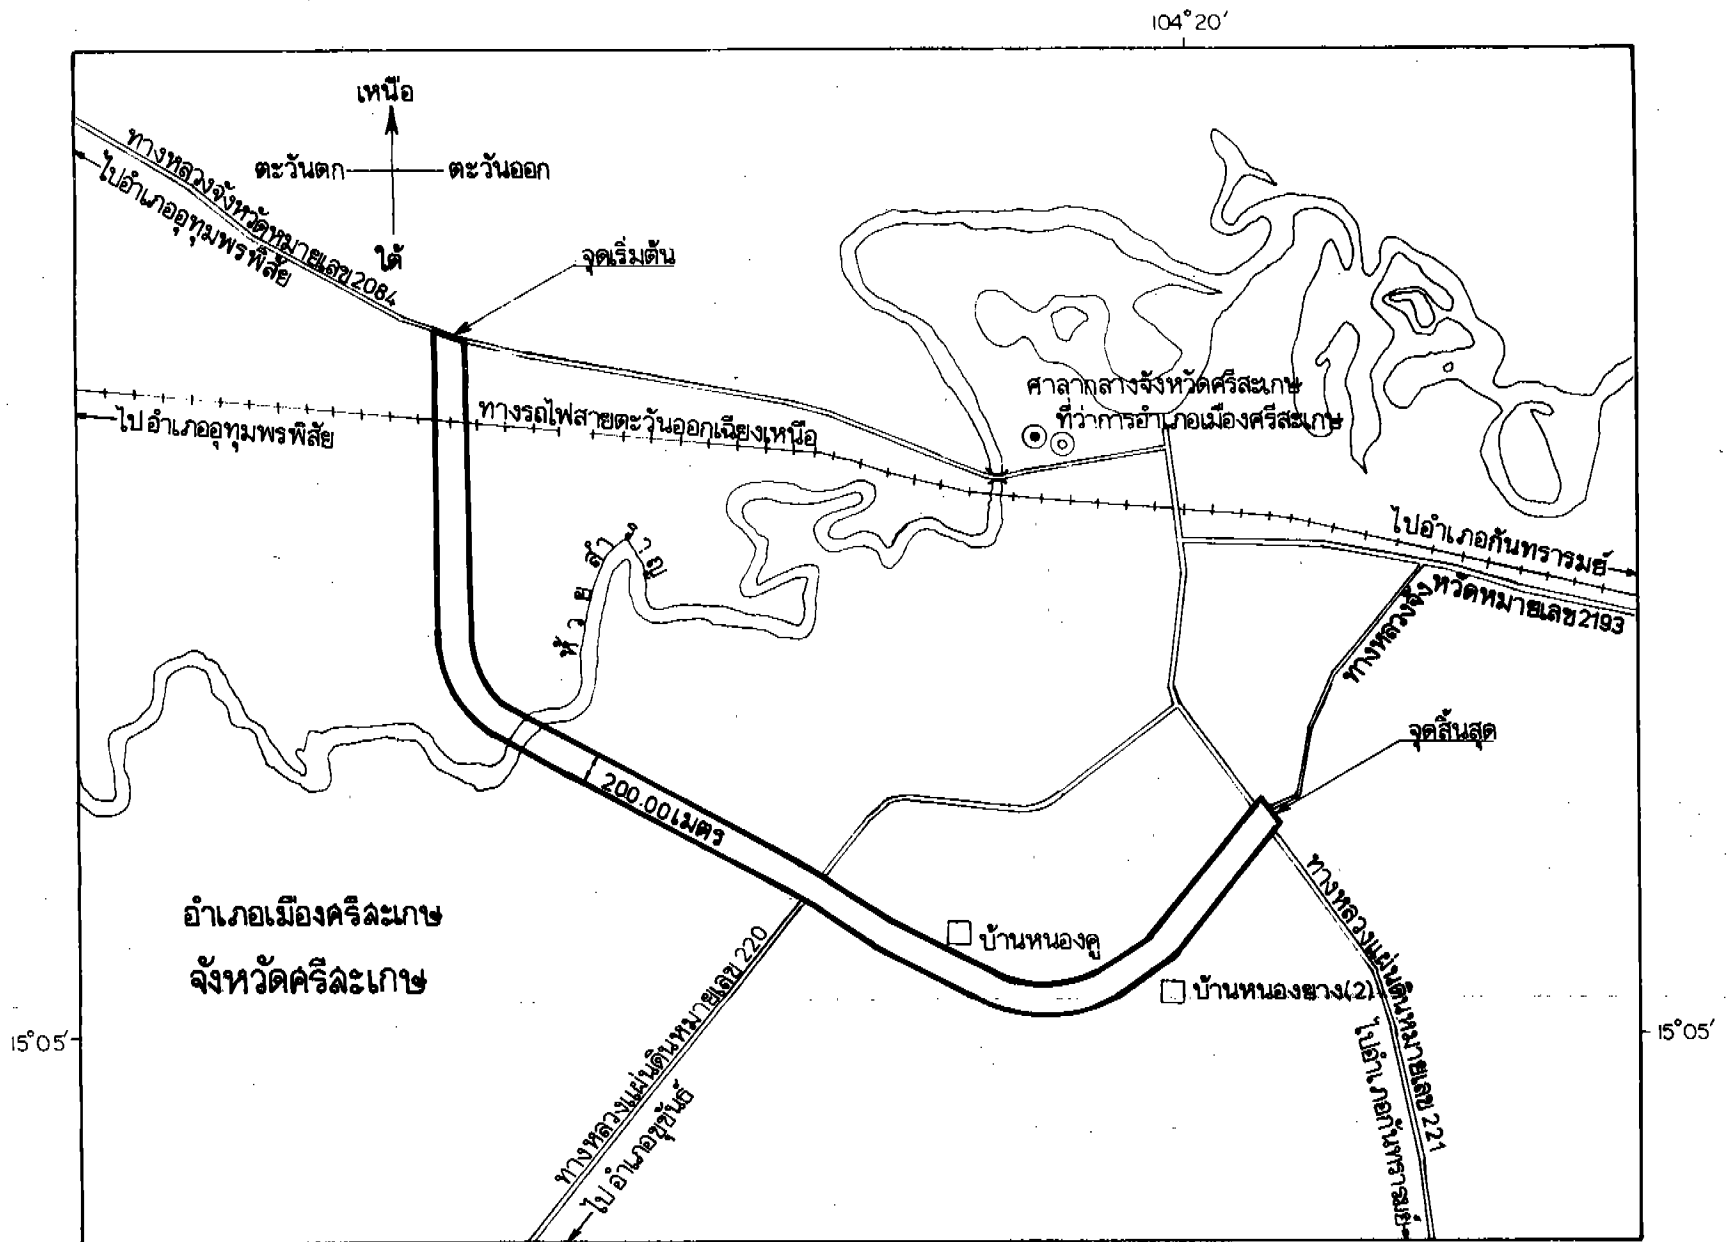 104°20′
เหนือ
ตะวันตก
ตะวันออก
ใต้
ทางหลวงจังหวัดหมายเลข 2084
ไปอำเภออุทุมพรพิสัย
จุดเริ่มต้น
ศาลากลางจังหวัดศรีสะเกษ
ที่ว่าการอำเภอเมืองศรีสะเกษ
ทางรถไฟสายตะวันออกเฉียงเหนือ
ไปอำเภออุทุมพรพิสัย
ไปอำเภอกันทรารมย์
ทางหลวงจังหวัดหมายเลข 2193
ห้วยสำราญ
จุดสิ้นสุด
200.00 เมตร
อำเภอเมืองศรีสะเกษ
จังหวัดศรีสะเกษ
บ้านหนองคู
บ้านหนองยวง(2)
ทางหลวงแผ่นดินหมายเลข 220
ไปอำเภอขุขันธ์
ทางหลวงแผ่นดินหมายเลข 221
ไปอำเภอกันทรารมย์
15°05′
15°05′